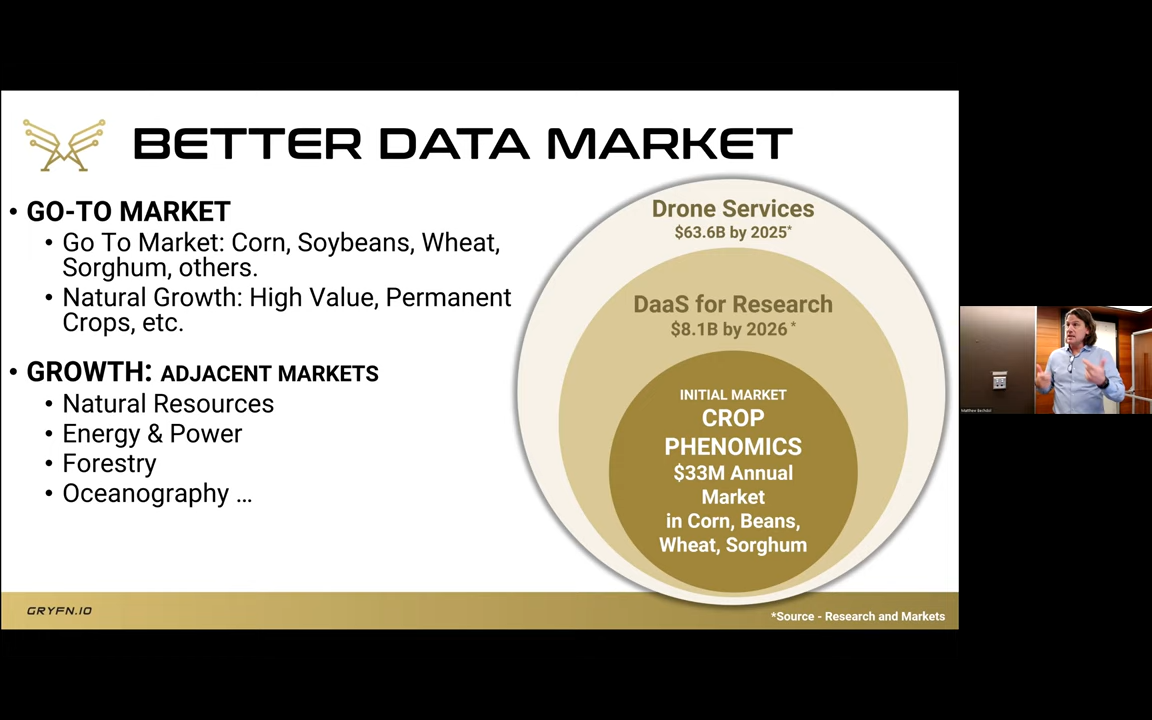 BETTER DATA MARKET
• GO-TO MARKET
• Go To Market: Corn, Soybeans, Wheat,
Sorghum, others.
• Natural Growth: High Value, Permanent
Crops, etc.
• GROWTH: ADJACENT MARKETS
• Natural Resources
• Energy & Power
• Forestry
• Oceanography ...
Drone Services
$63.6B by 2025*
DaaS for Research
$8.1B by 2026 *
INITIAL MARKET
CROP
PHENOMICS
$33M Annual
Market
in Corn, Beans,
Wheat, Sorghum
GRYFN.IO
*Source - Research and Markets